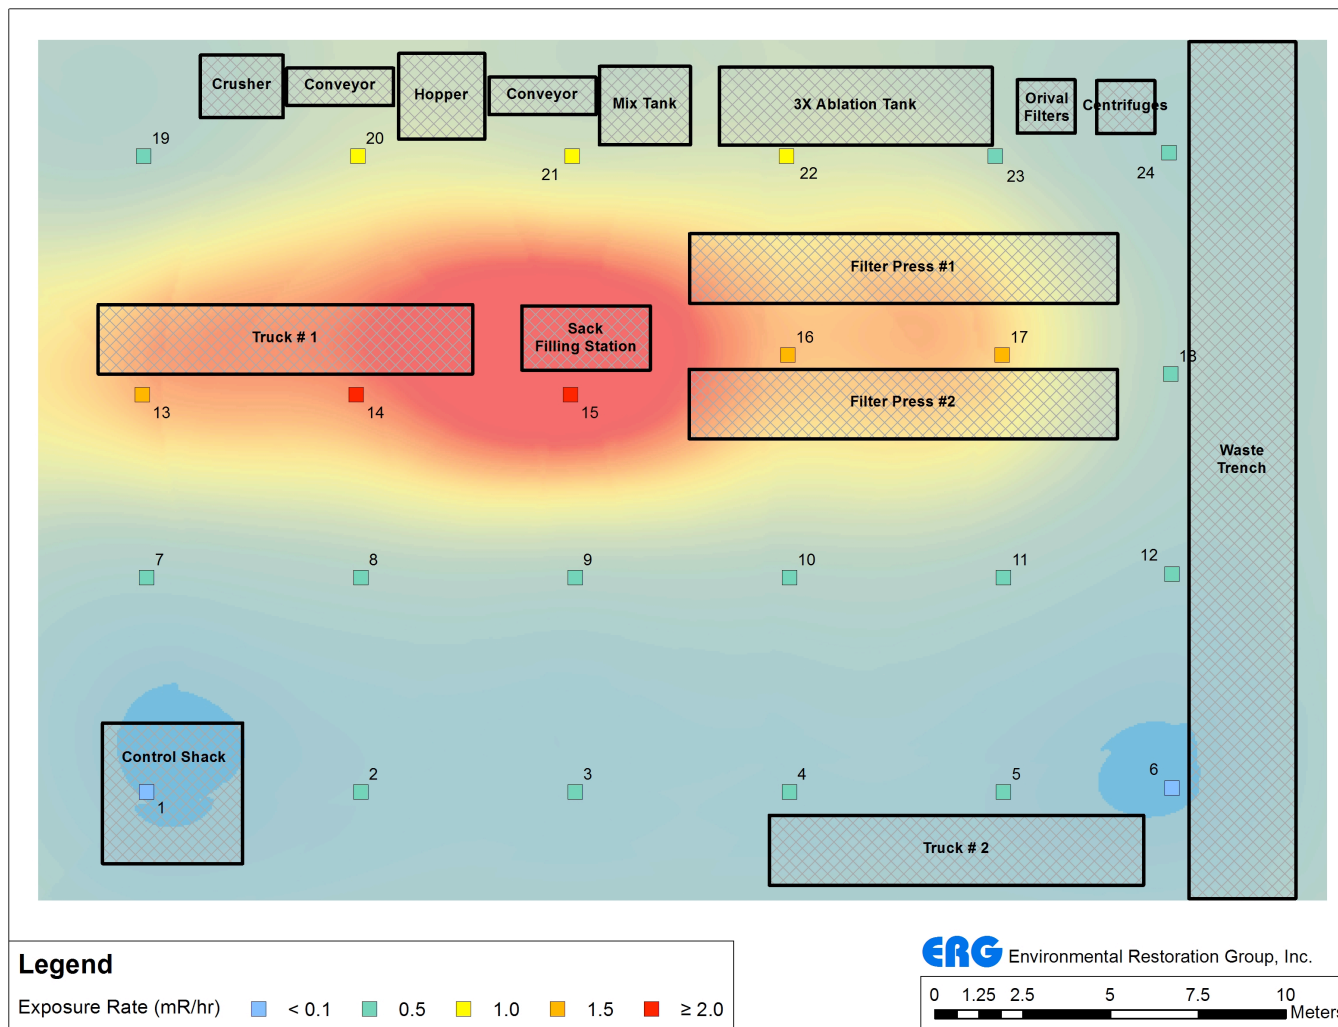 Crusher
Conveyor
Hopper
Conveyor
Mix Tank
3X Ablation Tank
Orival
Filters
Centrifuges
19
20
21
22
23
24
Filter Press #1
Truck # 1
Sack
Filling Station
16
17
18
13
14
15
Filter Press #2
Waste
Trench
7
8
9
10
11
12
Control Shack
1
2
3
4
5
6
Truck # 2
Legend
Exposure Rate (mR/hr)
< 0.1
0.5
1.0
1.5
≥ 2.0
ERG Environmental Restoration Group, Inc.
0 1.25 2.5 5 7.5 10
Meters